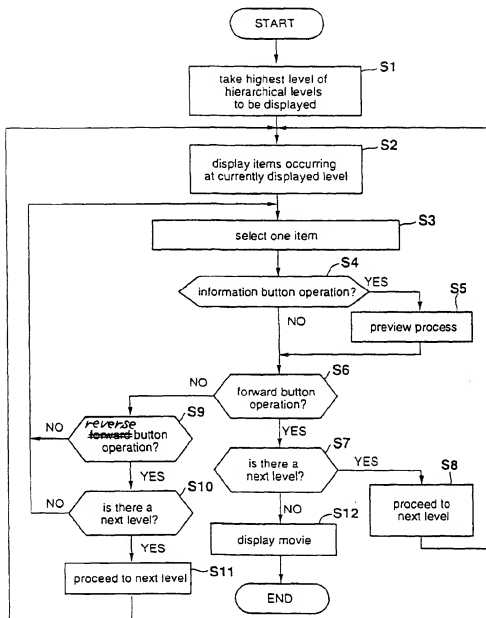 START
S1
take highest level of
hierarchical levels
to be displayed
S2
display items occurring
at currently displayed level
S3
select one item
S4
information button operation?
YES
NO
S5
preview process
S6
forward button
operation?
NO
YES
S9
reverse
forward button
operation?
NO
YES
S7
is there a
next level?
YES
NO
S8
proceed to
next level
S10
is there a
next level?
NO
YES
S12
display movie
S11
proceed to next level
END